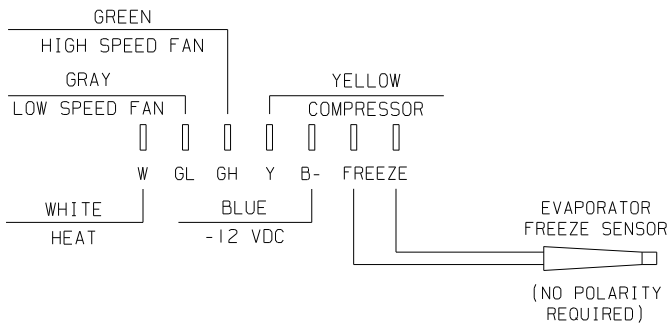 GREEN
HIGH SPEED FAN
GRAY
LOW SPEED FAN
YELLOW
COMPRESSOR
W GL GH Y B- FREEZE
WHITE
HEAT
BLUE
-12 VDC
EVAPORATOR
FREEZE SENSOR
(NO POLARITY
REQUIRED)